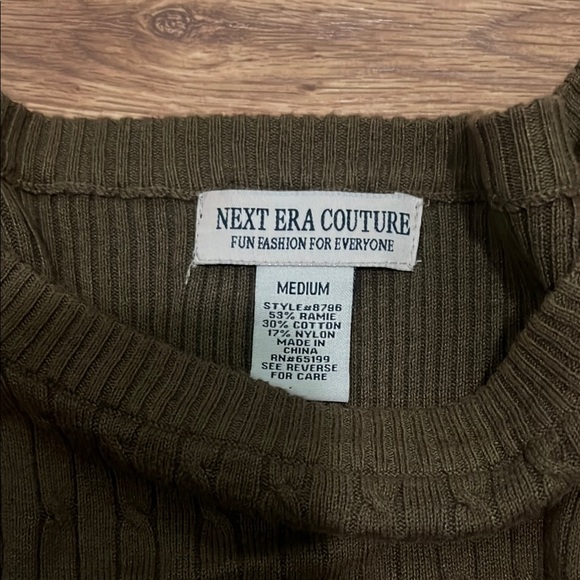 NEXT ERA COUTURE
FUN FASHION FOR EVERYONE
MEDIUM
STYLE#8796
53% RAMIE
30% COTTON
17% NYLON
MADE IN
CHINA
RN#65199
SEE REVERSE
FOR CARE